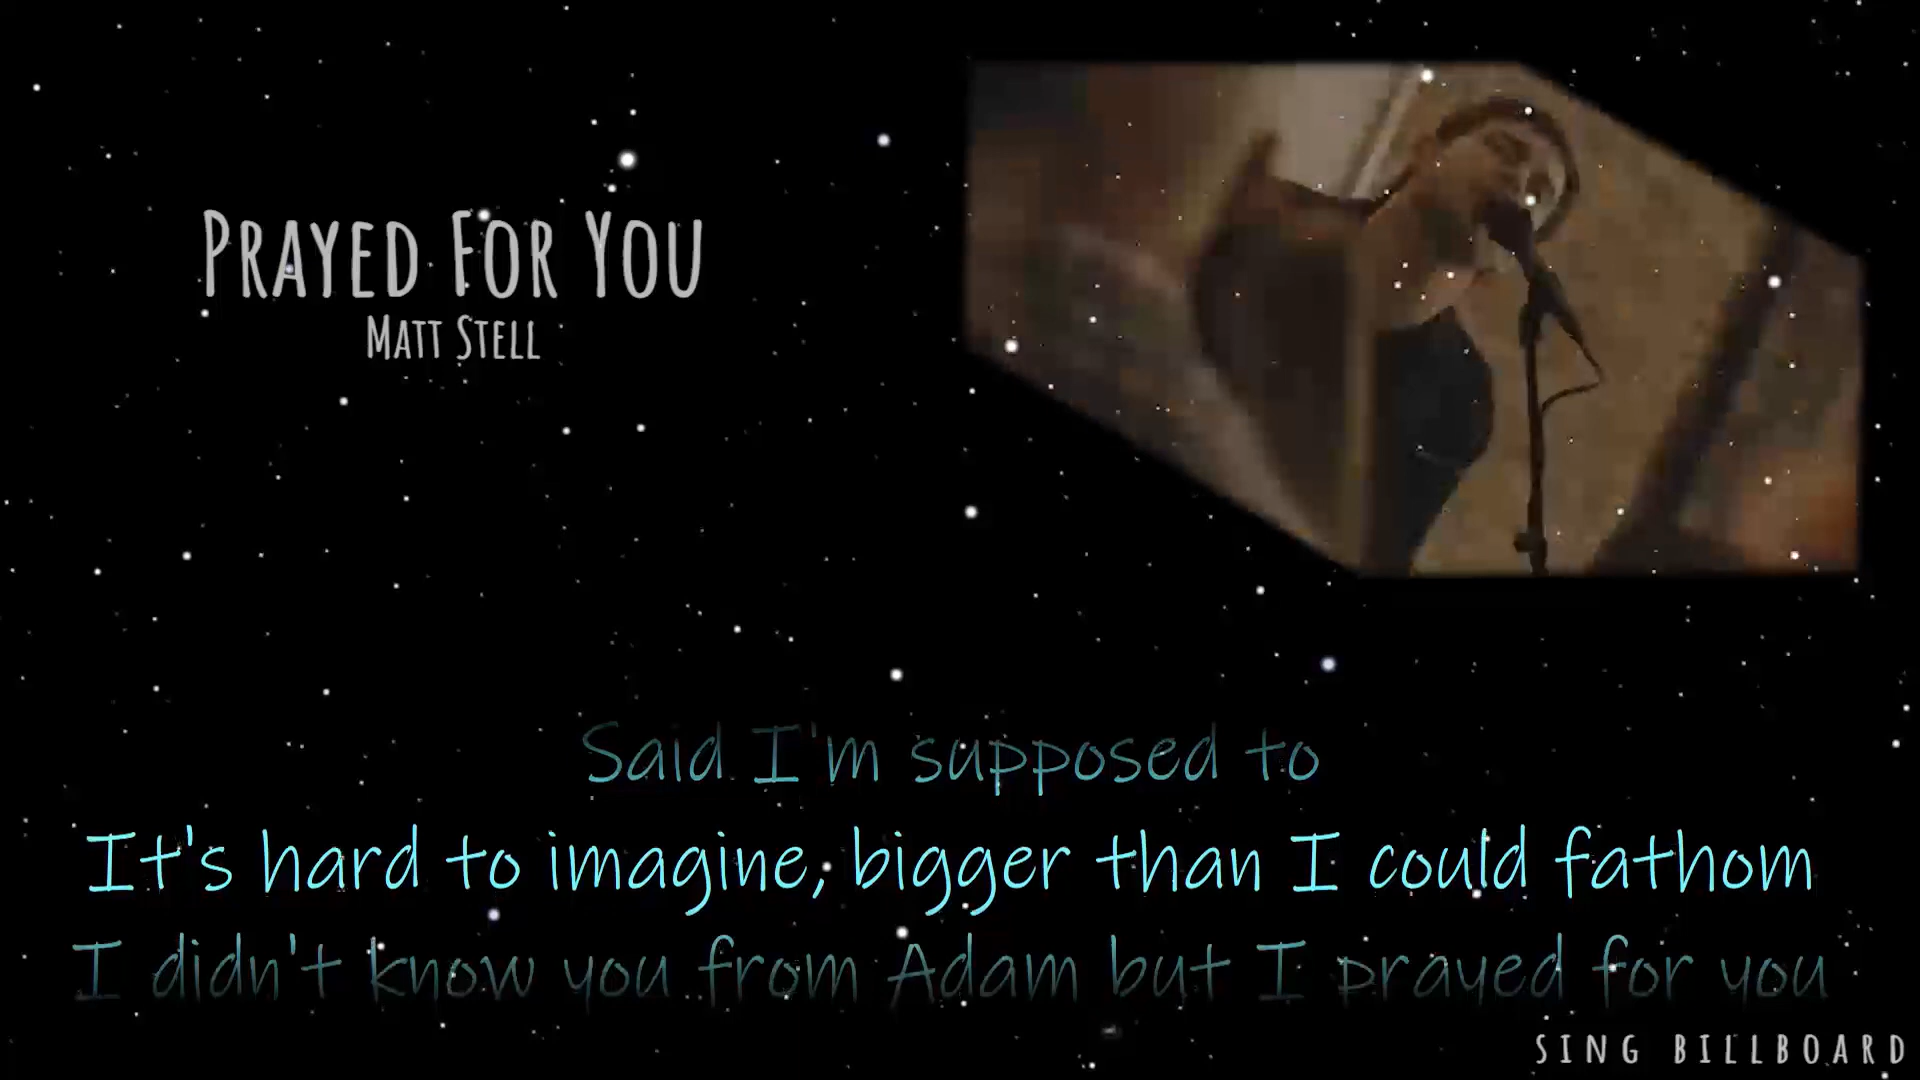 Prayed For You
Matt Stell
Said I'm supposed to
It's hard to imagine, bigger than I could fathom
I didn't know you from Adam but I prayed for you
SING BILLBOARD